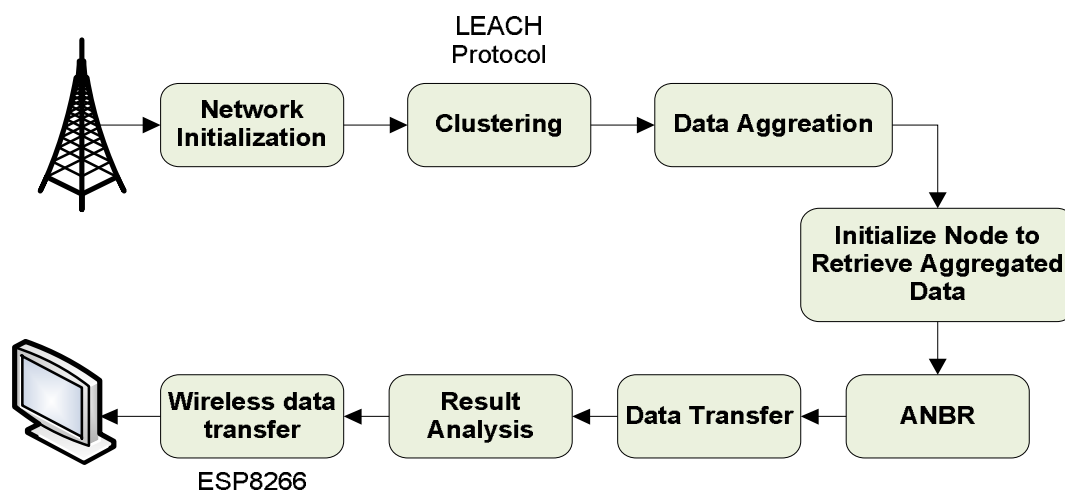 LEACH
Protocol
Network
Initialization
Clustering
Data Aggreation
Initialize Node to
Retrieve Aggregated
Data
ANBR
Data Transfer
Result
Analysis
Wireless data
transfer
ESP8266